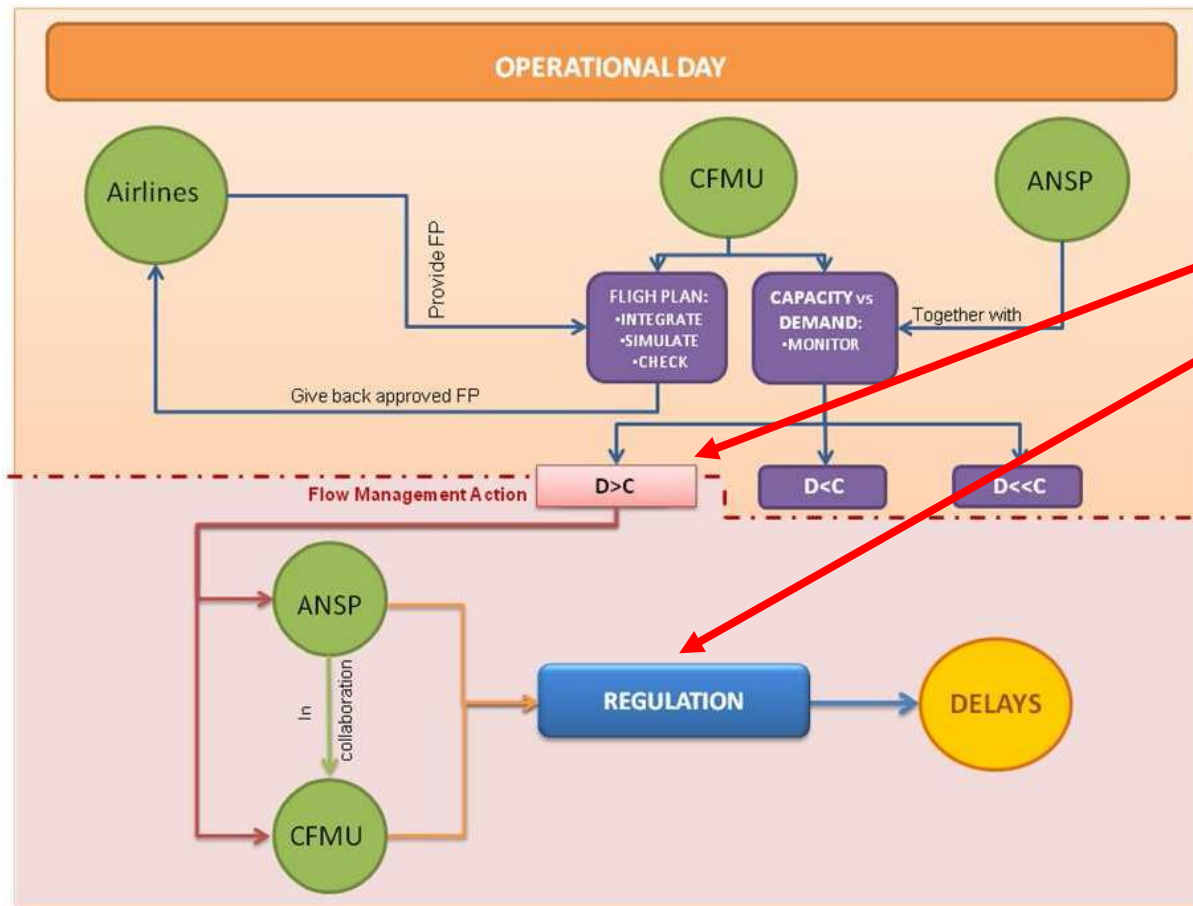 OPERATIONAL DAY
Airlines
CFMU
ANSP
Provide FP
FLIGH PLAN:
•INTEGRATE
•SIMULATE
•CHECK
CAPACITY vs
DEMAND:
•MONITOR
Together with
Give back approved FP
Flow Management Action
D>C
D<C
D<<C
ANSP
In
collaboration
CFMU
REGULATION
DELAYS